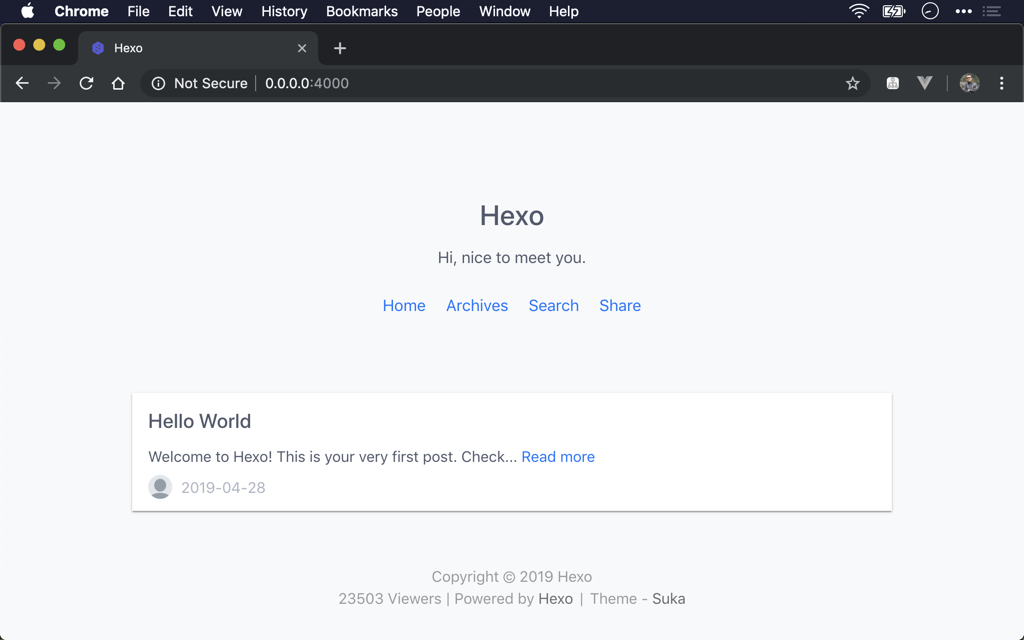 Chrome File Edit View History Bookmarks People Window Help
Hexo
Not Secure | 0.0.0.0:4000
Hexo
Hi, nice to meet you.
Home Archives Search Share
Hello World
Welcome to Hexo! This is your very first post. Check... Read more
2019-04-28
Copyright © 2019 Hexo
23503 Viewers | Powered by Hexo | Theme - Suka